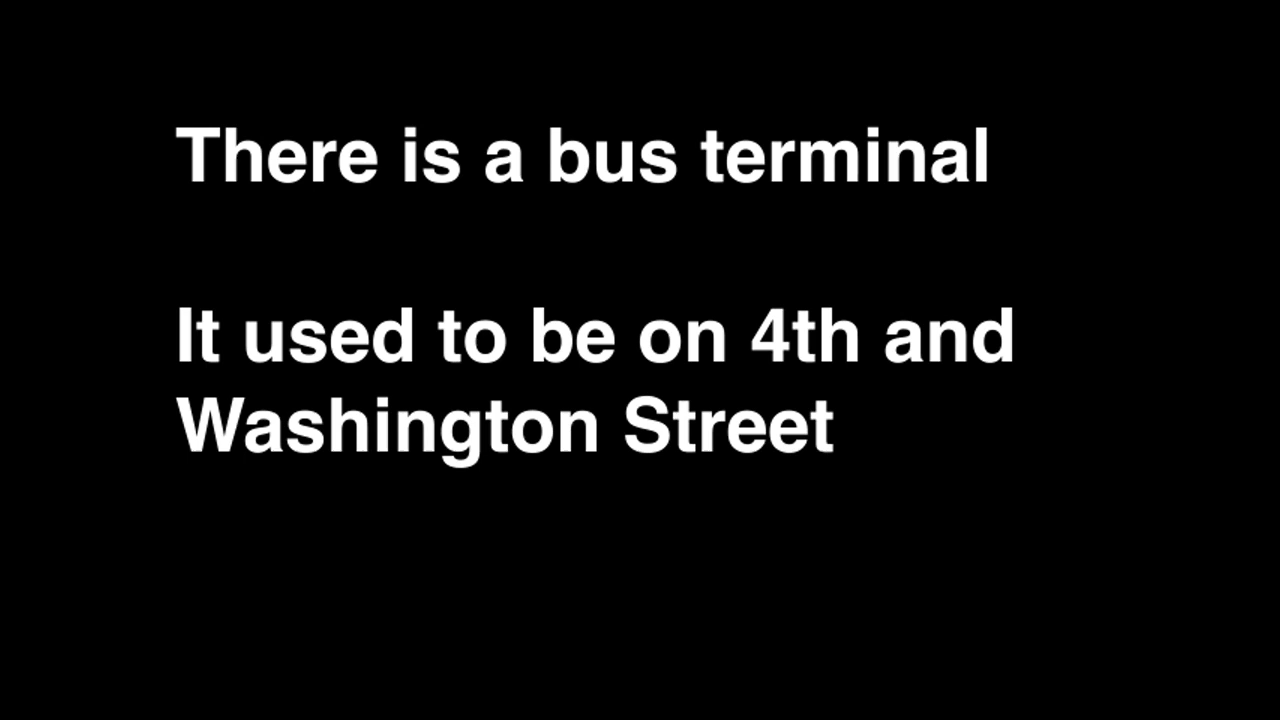 There is a bus terminal
It used to be on 4th and
Washington Street